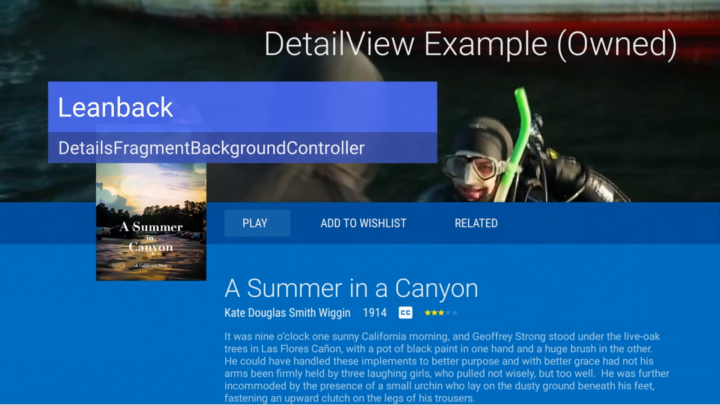 DetailView Example (Owned)
Leanback
DetailsFragmentBackgroundController
A Summer
in
Canyon
PLAY ADD TO WISHLIST RELATED
A Summer in a Canyon
Kate Douglas Smith Wiggin 1914 CC
It was nine o'clock one sunny California morning, and Geoffrey Strong stood under the live-oak
trees in Las Flores Cañon, with a pot of black paint in one hand and a huge brush in the other.
He could have handled these implements to better purpose and with better grace had not his
arms been firmly held by three laughing girls, who pulled not wisely, but too well. He was further
incommoded by the presence of a small urchin who lay on the dusty ground beneath his feet,
fastening an upward clutch on the legs of his trousers.